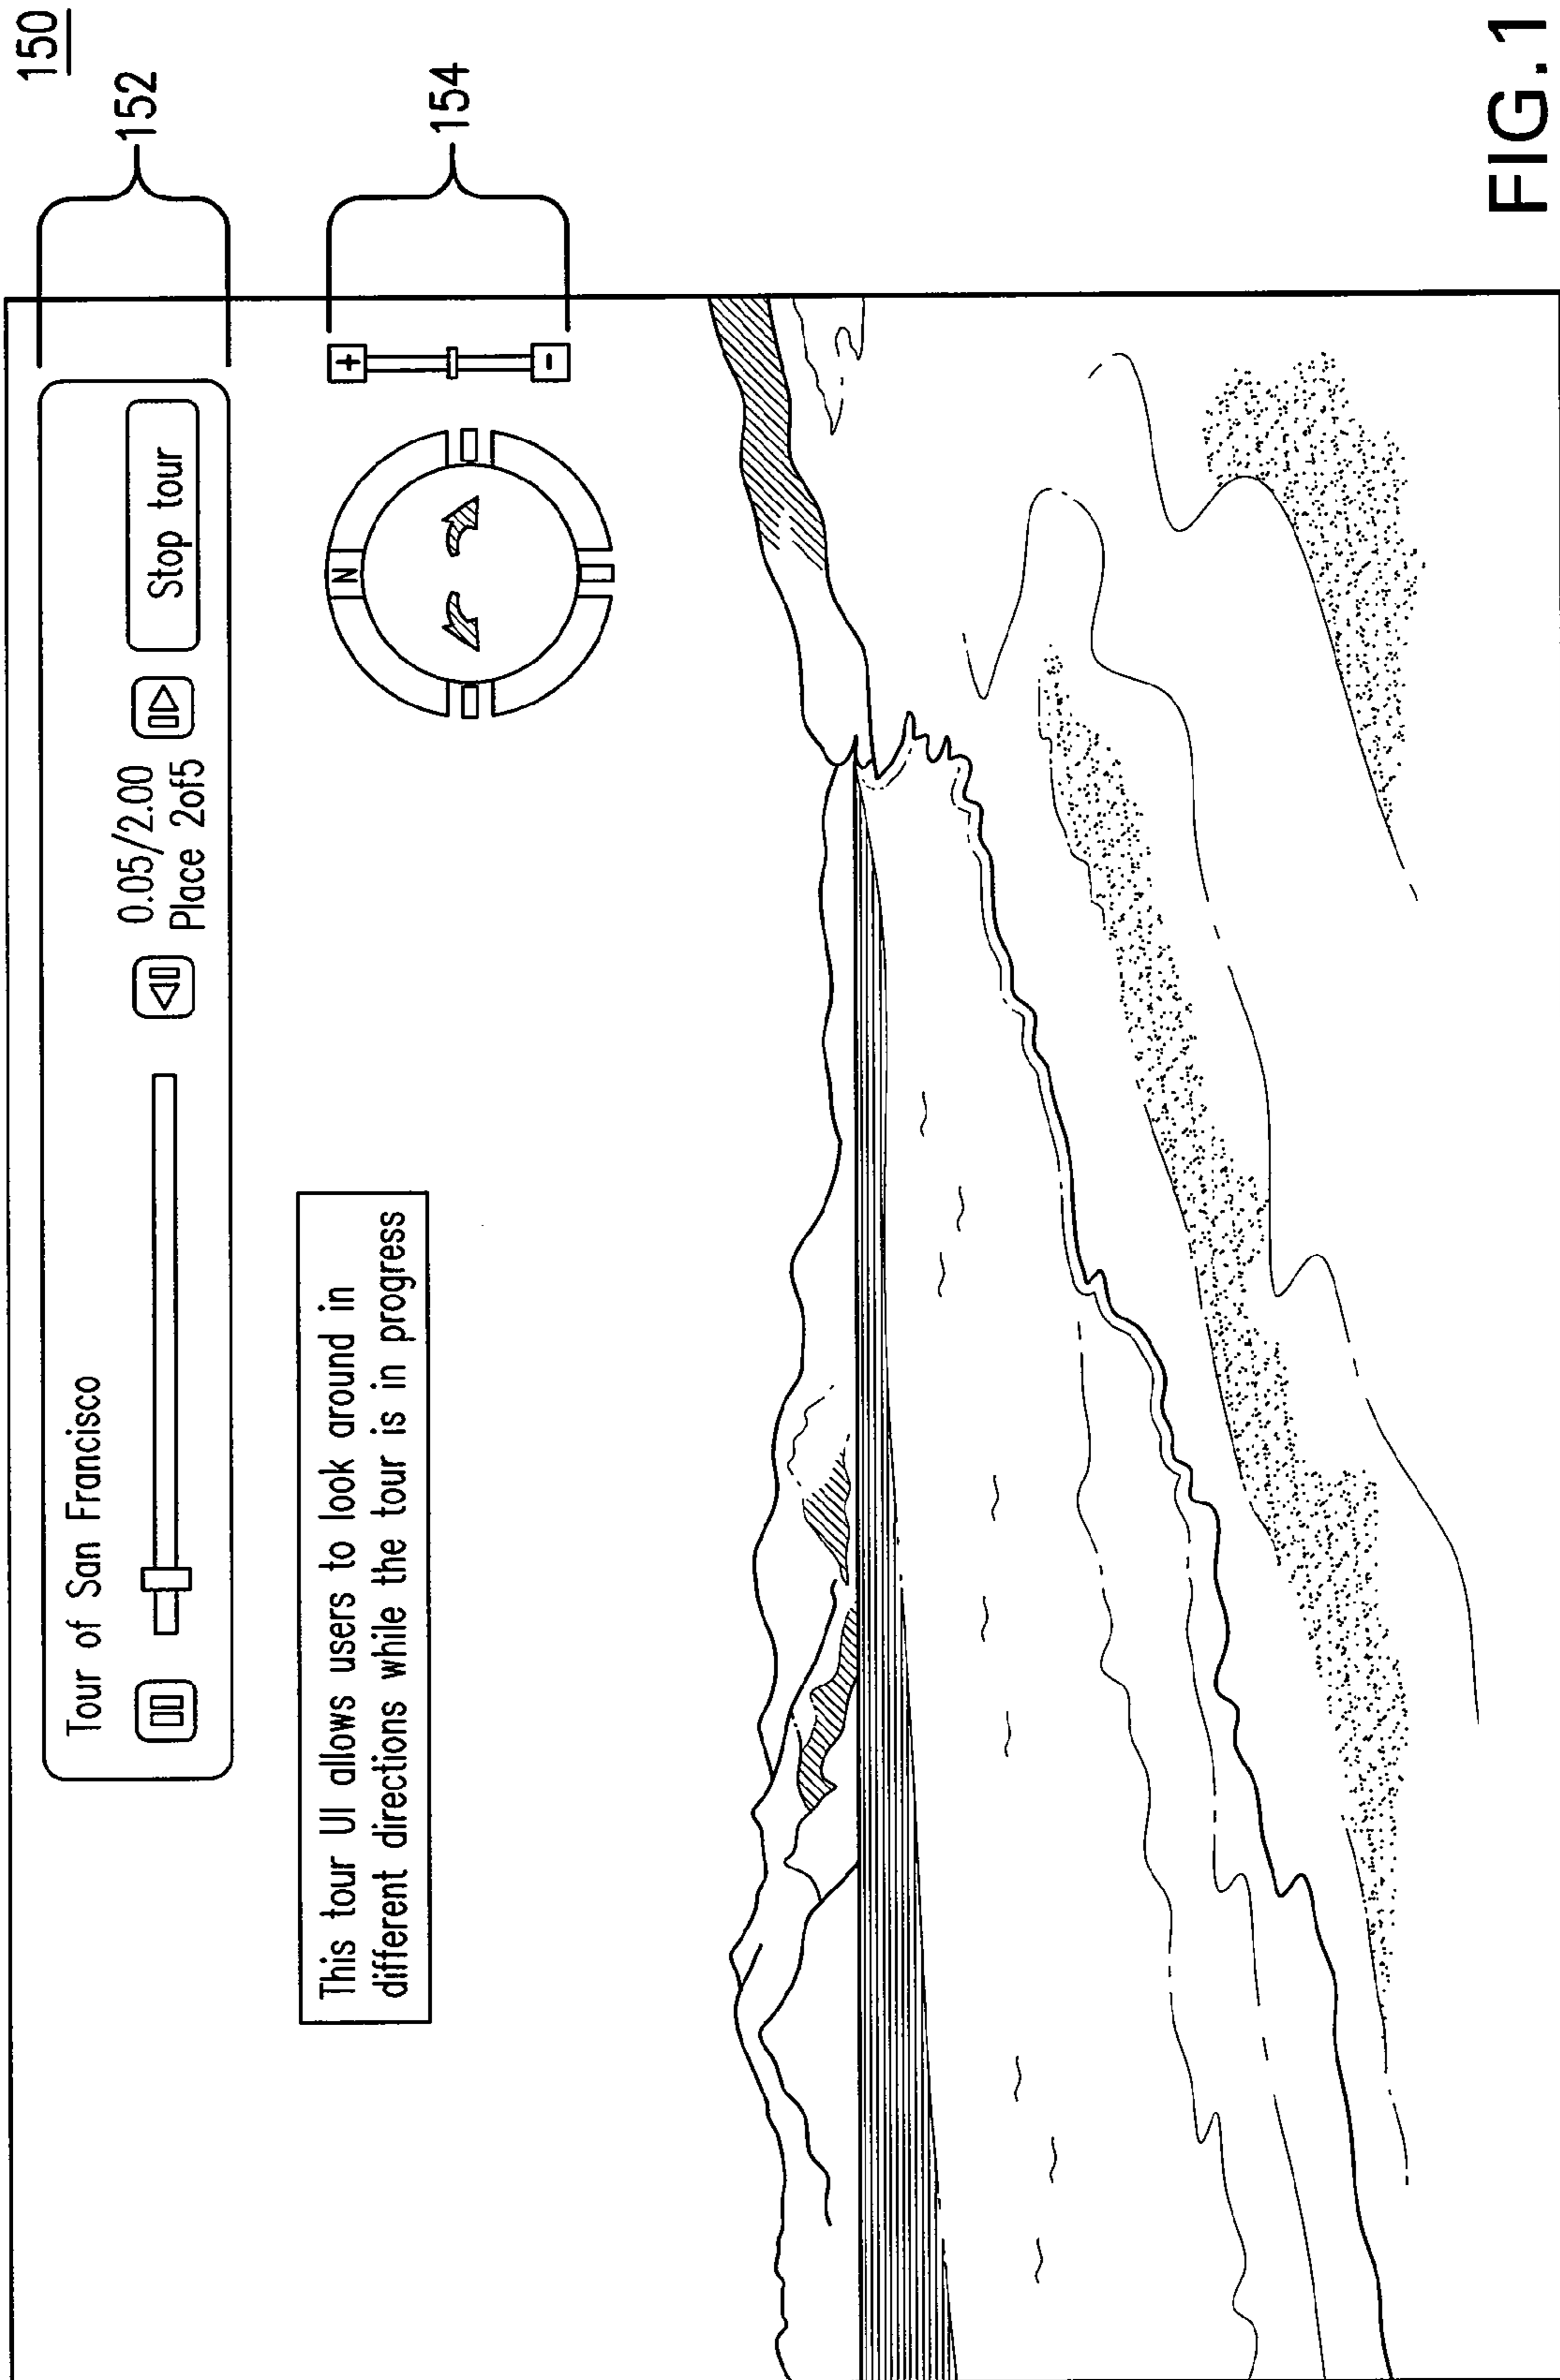 150
Tour of San Francisco
0.05/2.00
Place 2of5
Stop tour
152
This tour UI allows users to look around in
different directions while the tour is in progress
N
+
-
154
FIG.1